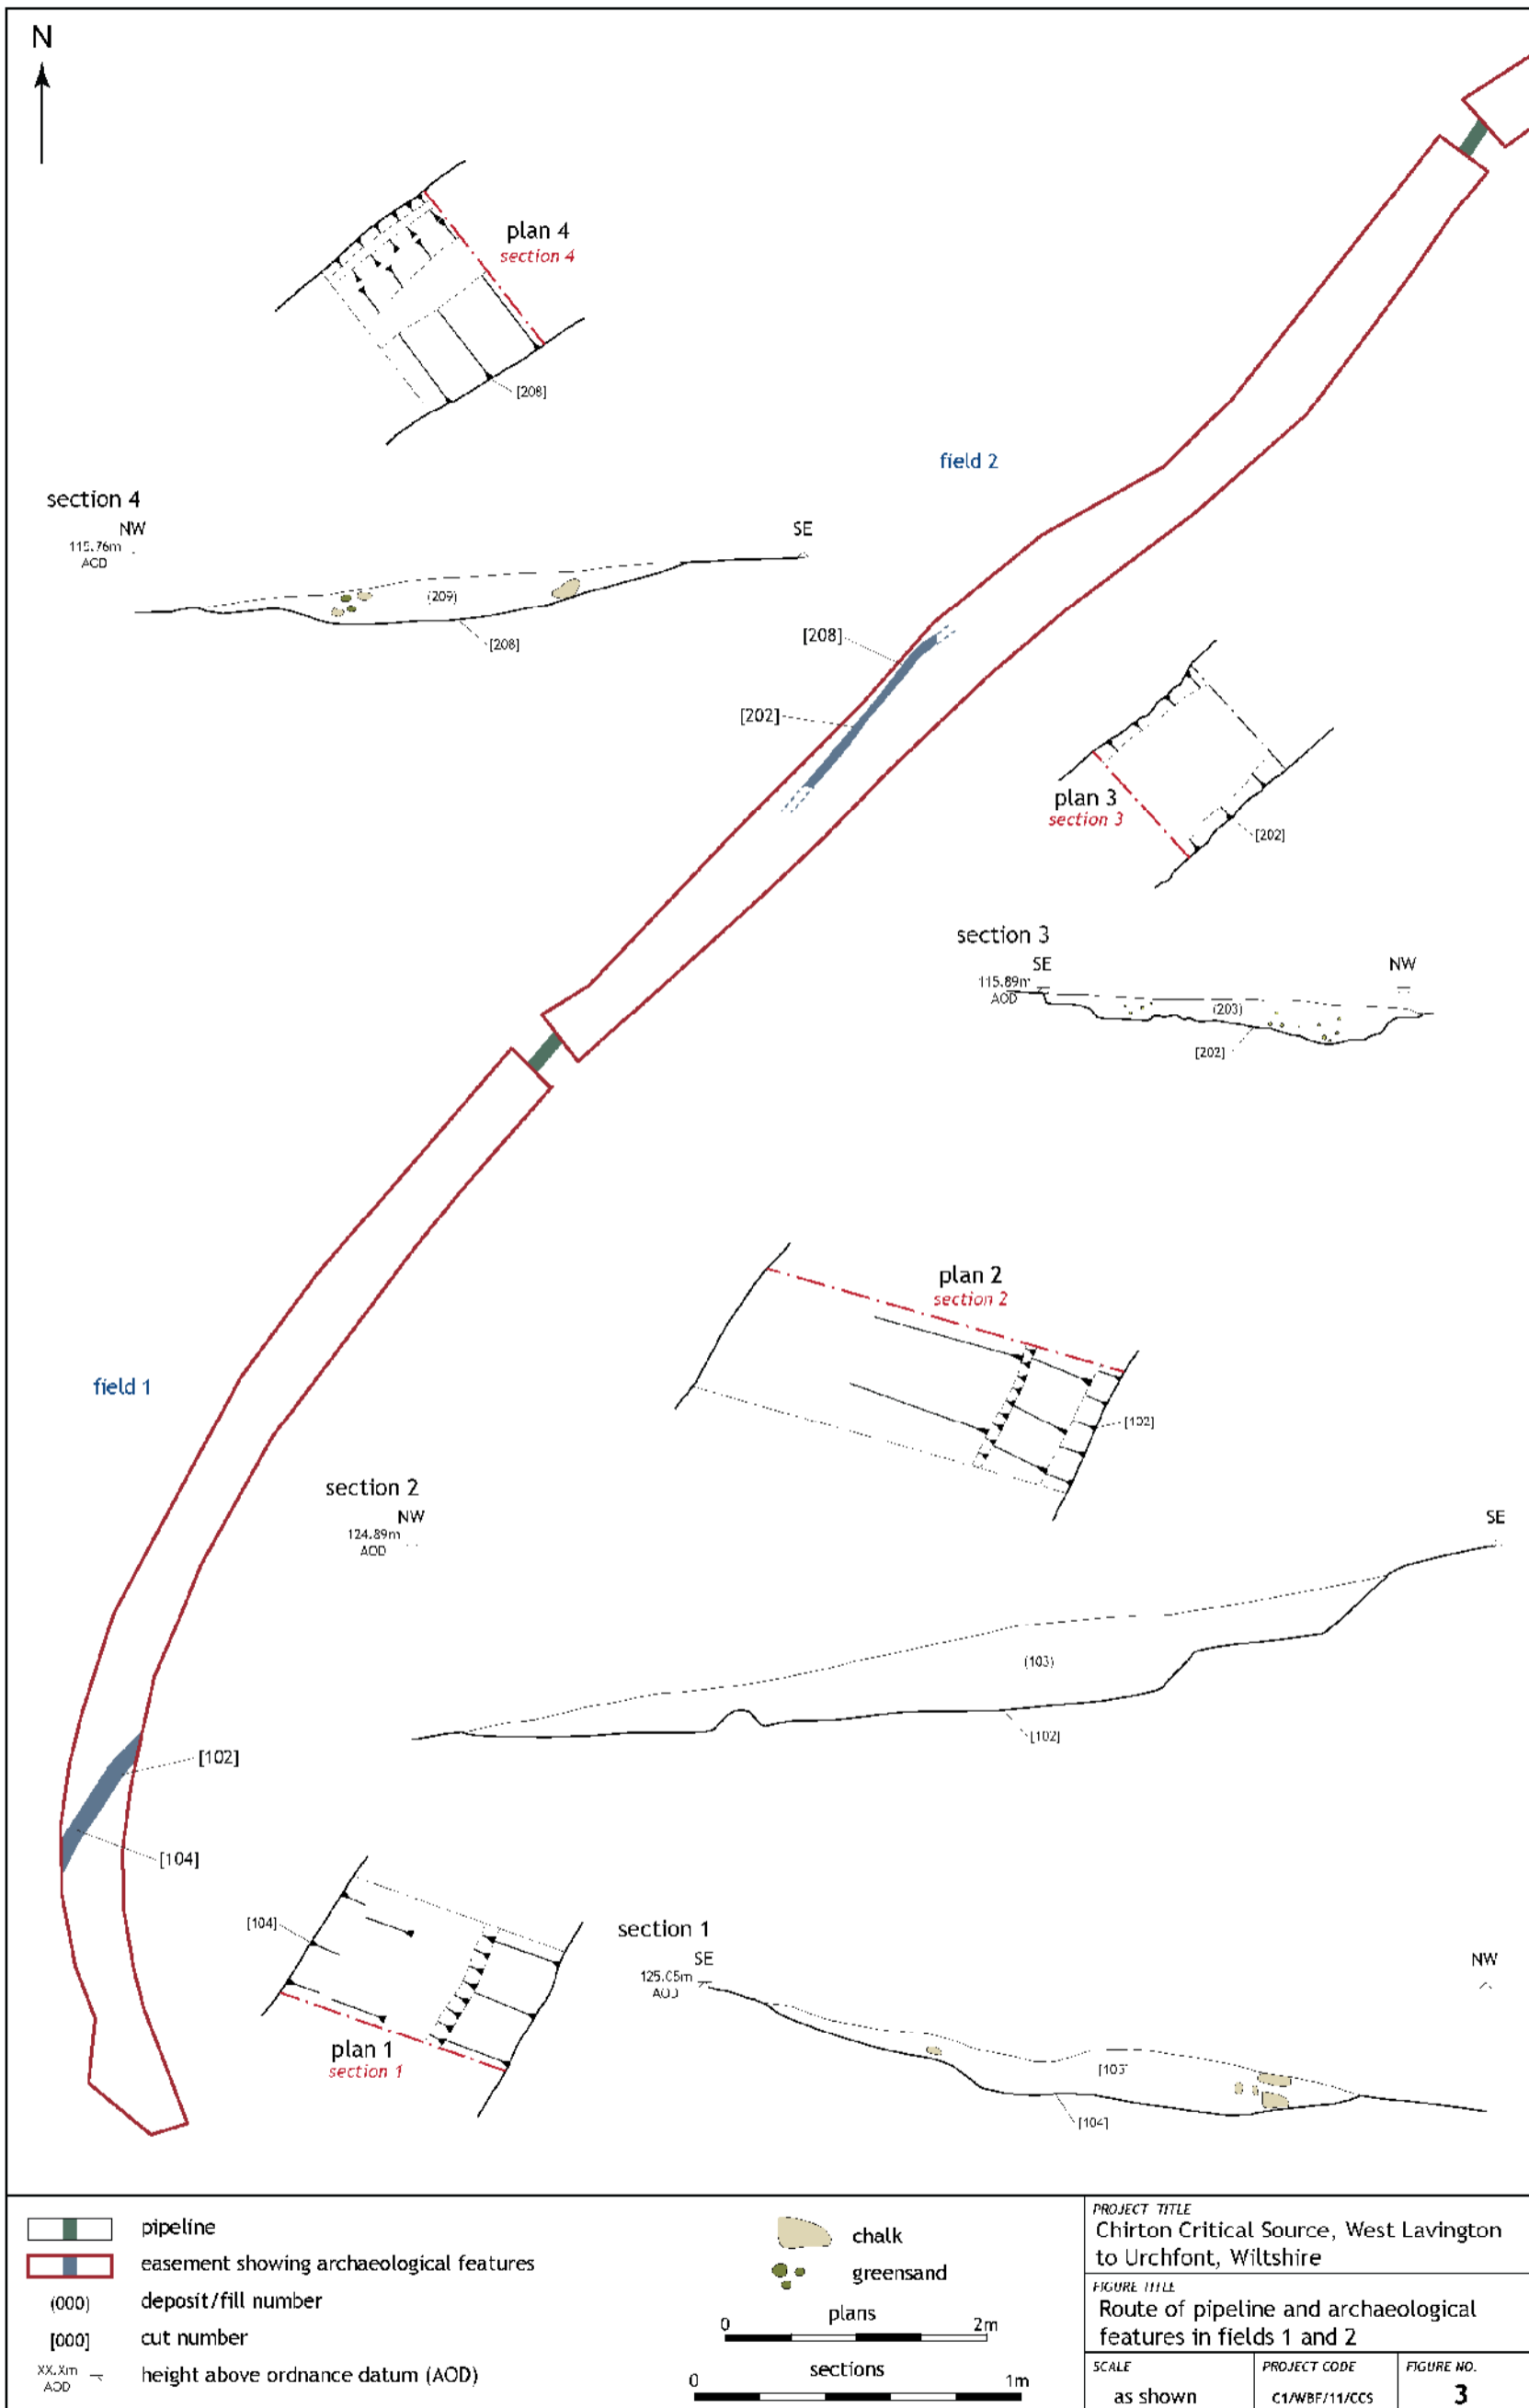 N
plan 4
section 4
[208]
field 2
section 4
NW
SE
115.76m
AOD
(209)
[208]
[208]
[202]
plan 3
section 3
[202]
section 3
SE
NW
115.89m
AOD
(203)
[202]
plan 2
section 2
[102]
field 1
section 2
NW
SE
124.89m
AOD
(103)
[102]
[102]
[104]
[104]
plan 1
section 1
section 1
SE
NW
125.05m
AOD
[104]
pipeline
easement showing archaeological features
(000)
deposit/fill number
[000]
cut number
XX.Xm
AOD
height above ordnance datum (AOD)
chalk
greensand
plans
0
2m
sections
0
1m
PROJECT TITLE
Chirton Critical Source, West Lavington
to Urchfont, Wiltshire
FIGURE TITLE
Route of pipeline and archaeological
features in fields 1 and 2
SCALE
as shown
PROJECT CODE
C1/WBF/11/CCS
FIGURE NO.
3